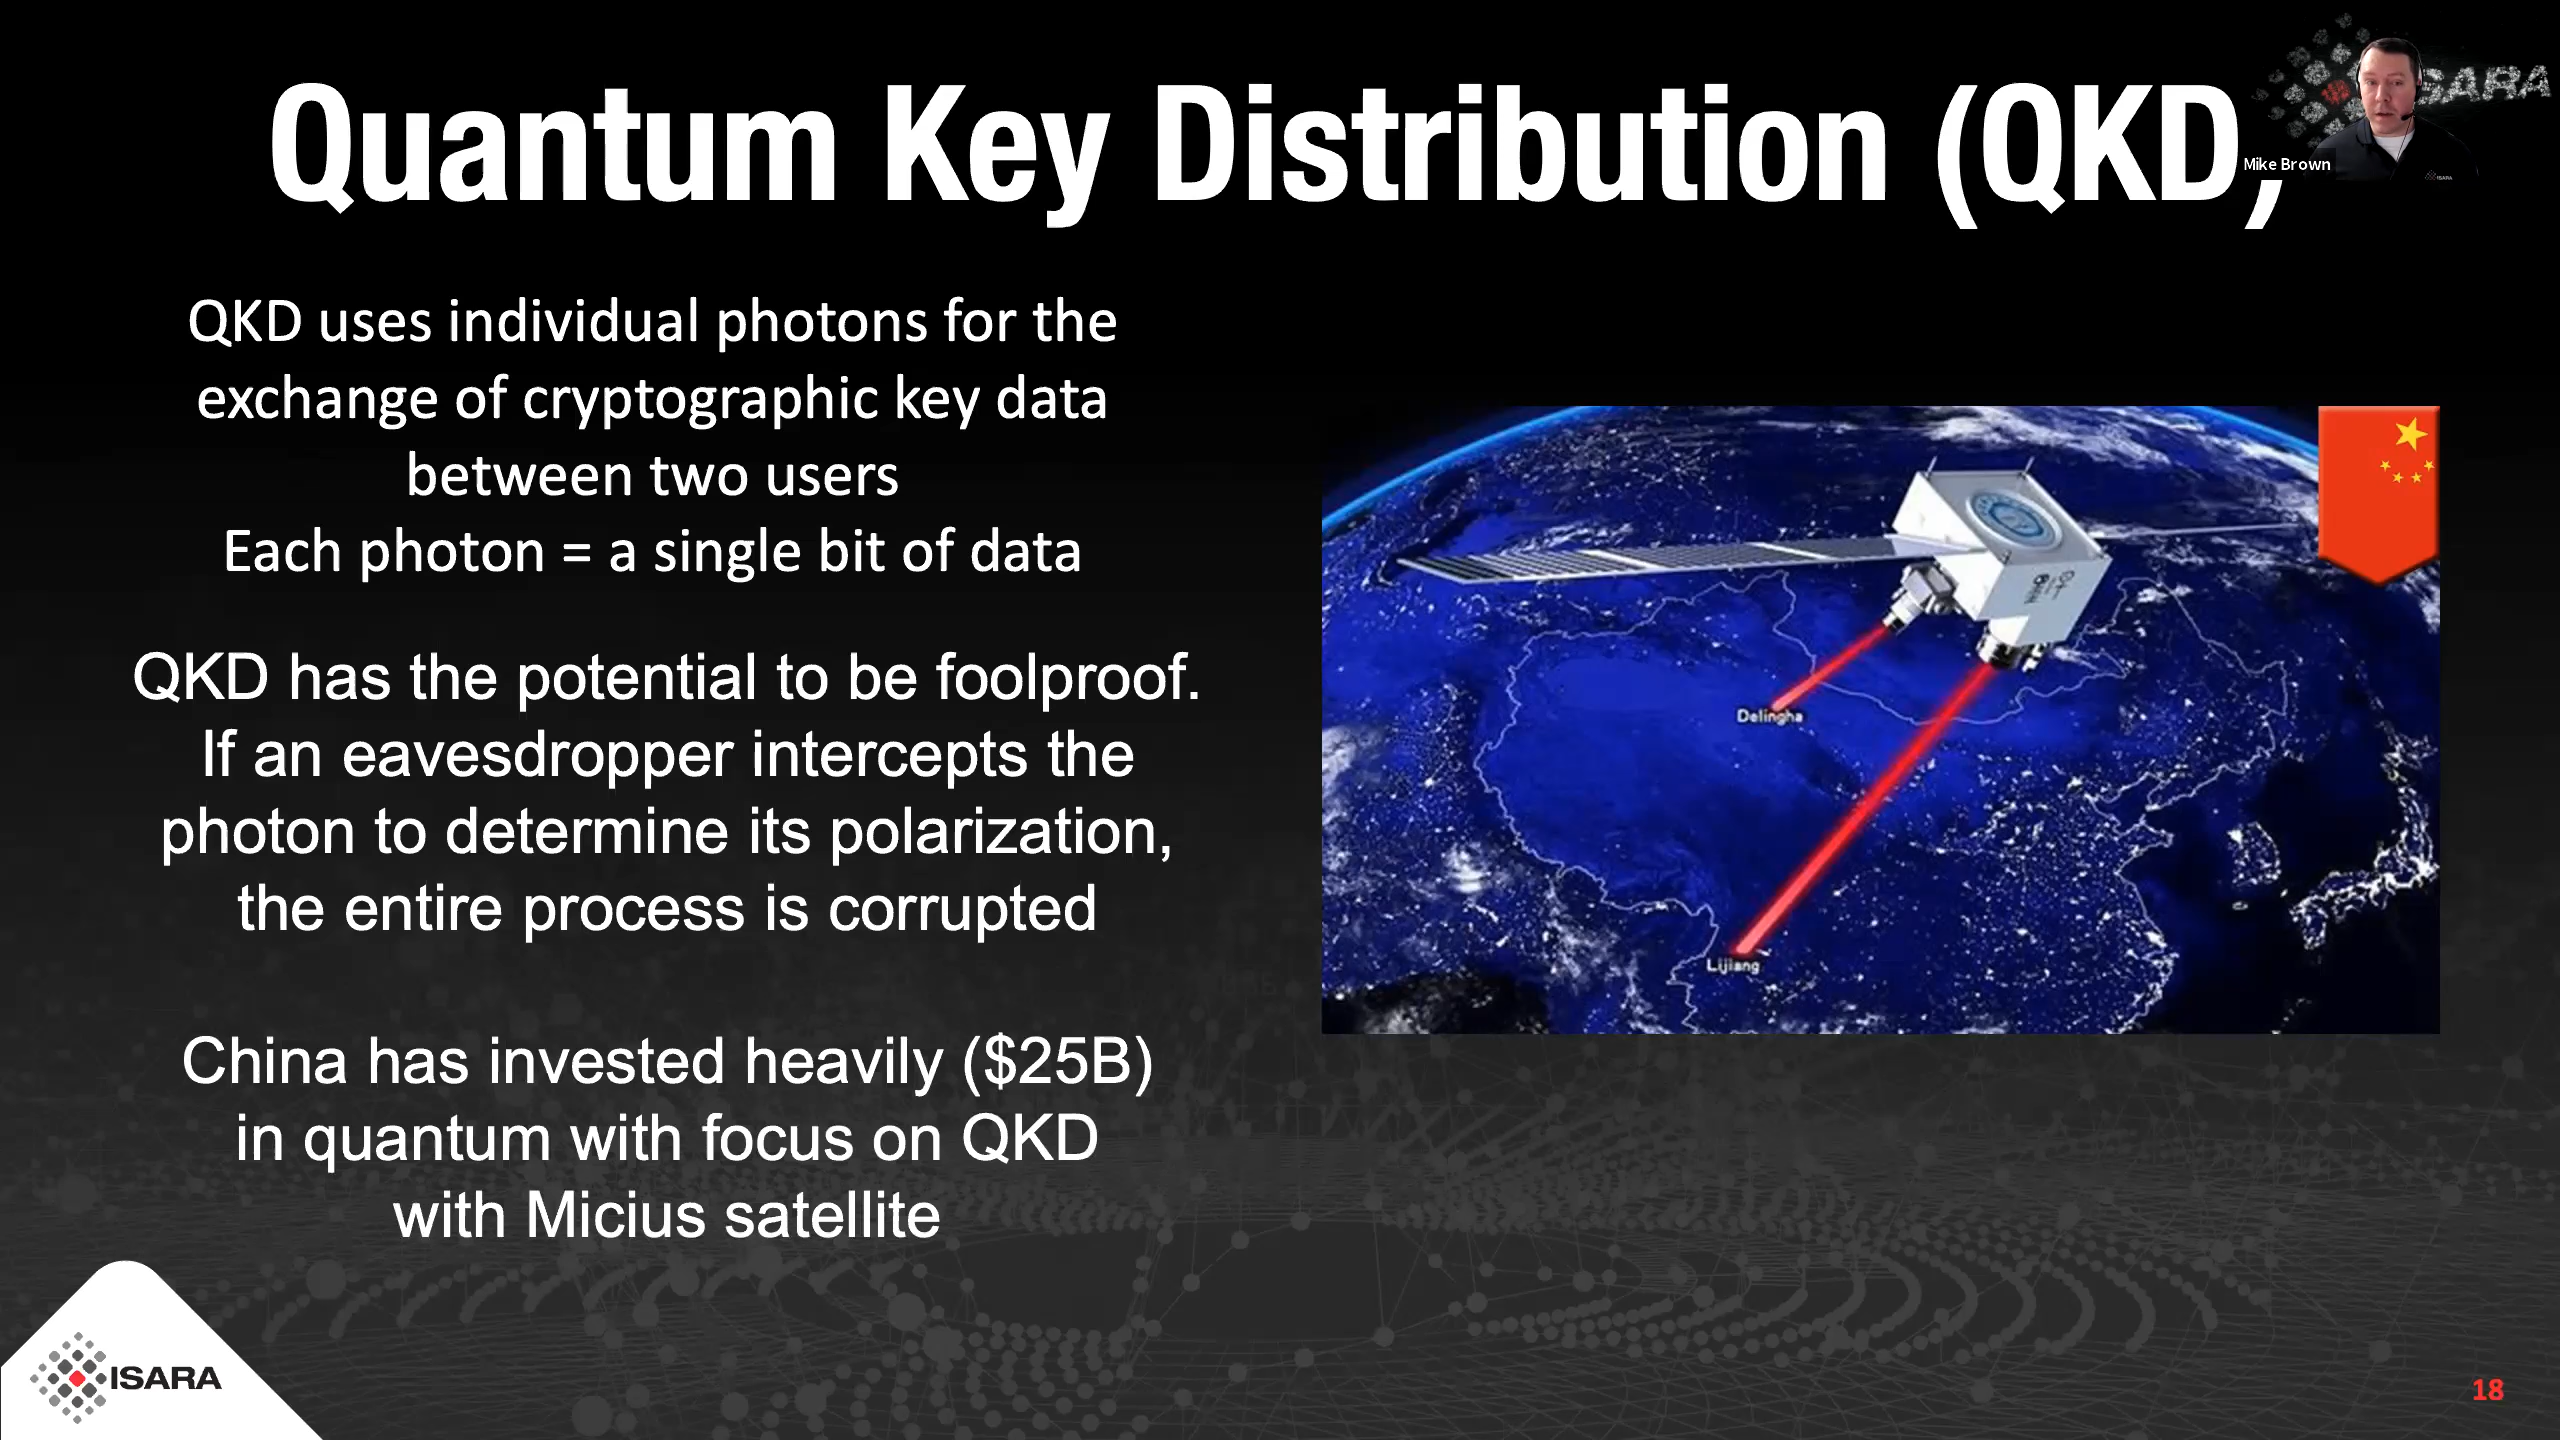 Quantum Key Distribution (QKD)
ISARA
Mike Brown
QKD uses individual photons for the
exchange of cryptographic key data
between two users
Each photon = a single bit of data
QKD has the potential to be foolproof.
If an eavesdropper intercepts the
photon to determine its polarization,
the entire process is corrupted
China has invested heavily ($25B)
in quantum with focus on QKD
with Micius satellite
Delingha
Lijiang
ISARA
18